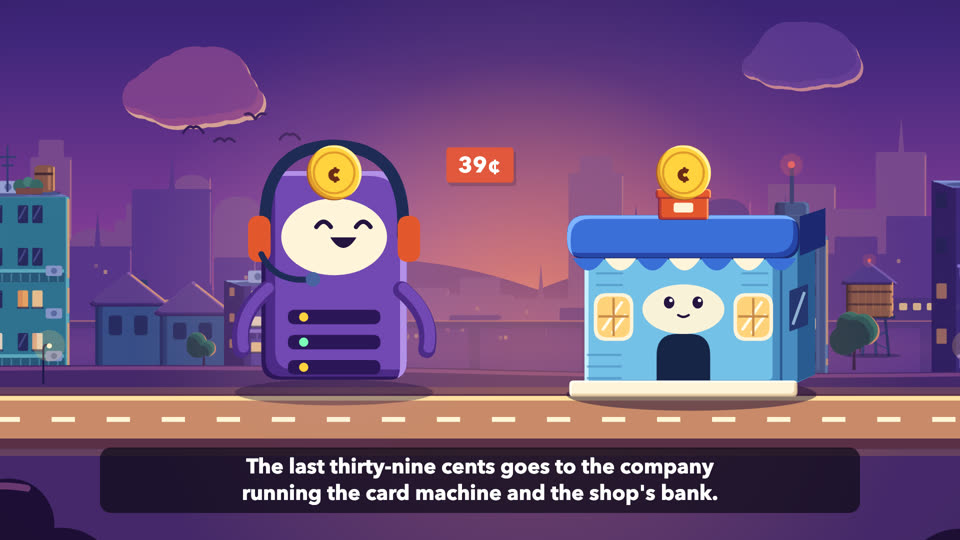 ¢
39¢
¢
The last thirty-nine cents goes to the company
running the card machine and the shop's bank.